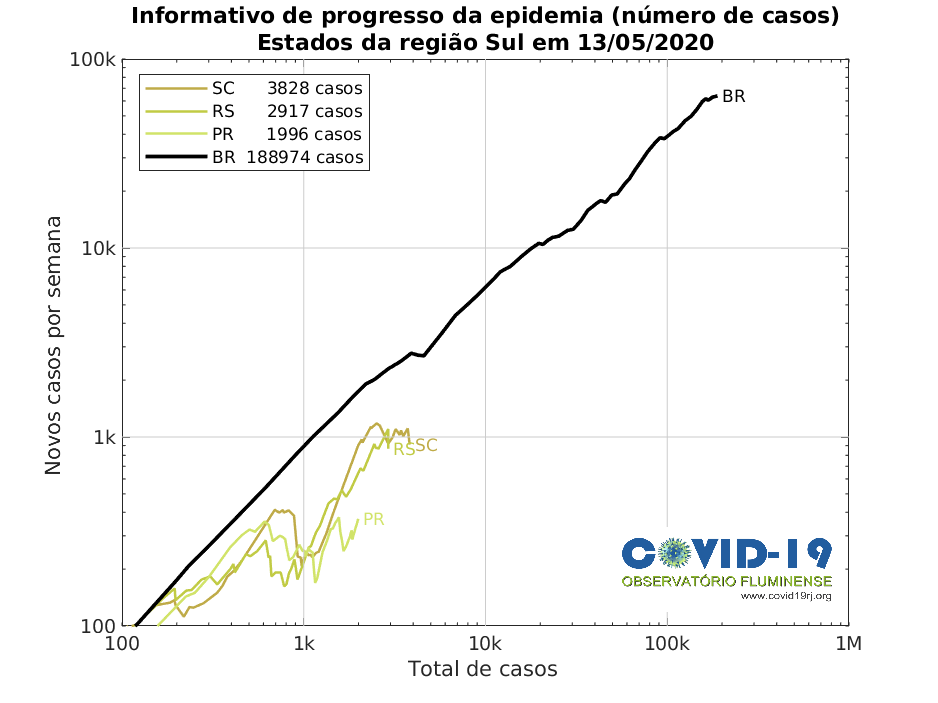 Informativo de progresso da epidemia (número de casos)
Estados da região Sul em 13/05/2020
100k
SC 3828 casos
RS 2917 casos
PR 1996 casos
BR 188974 casos
BR
10k
Novos casos por semana
1k
RS
SC
PR
COVID-19
OBSERVATÓRIO FLUMINENSE
www.covid19rj.org
100
100
1k
10k
100k
1M
Total de casos